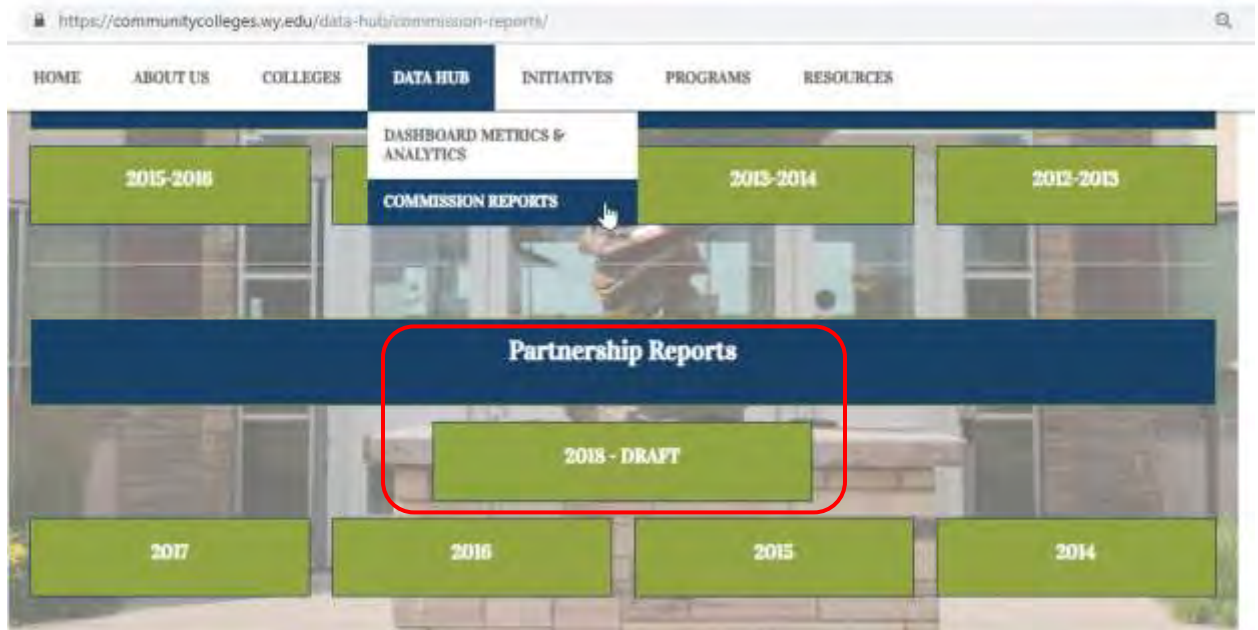 https://communitycolleges.wy.edu/data-hub/commission-reports/
HOME ABOUT US COLLEGES DATA HUB INITIATIVES PROGRAMS RESOURCES
DASHBOARD METRICS &
ANALYTICS
COMMISSION REPORTS
2015-2016 2013-2014 2012-2013
Partnership Reports
2018 - DRAFT
2017 2016 2015 2014